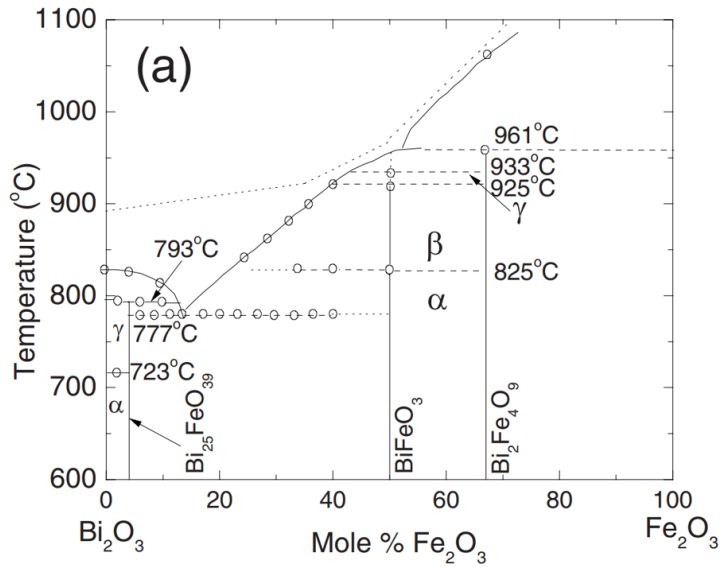 (a)
1100
1000
900
800
700
600
Temperature (°C)
961°C
933°C
925°C
γ
793°C
β
825°C
α
γ
777°C
723°C
α
Bi₂₅FeO₃₉
BiFeO₃
Bi₂Fe₄O₉
0
20
40
60
80
100
Bi₂O₃
Mole % Fe₂O₃
Fe₂O₃